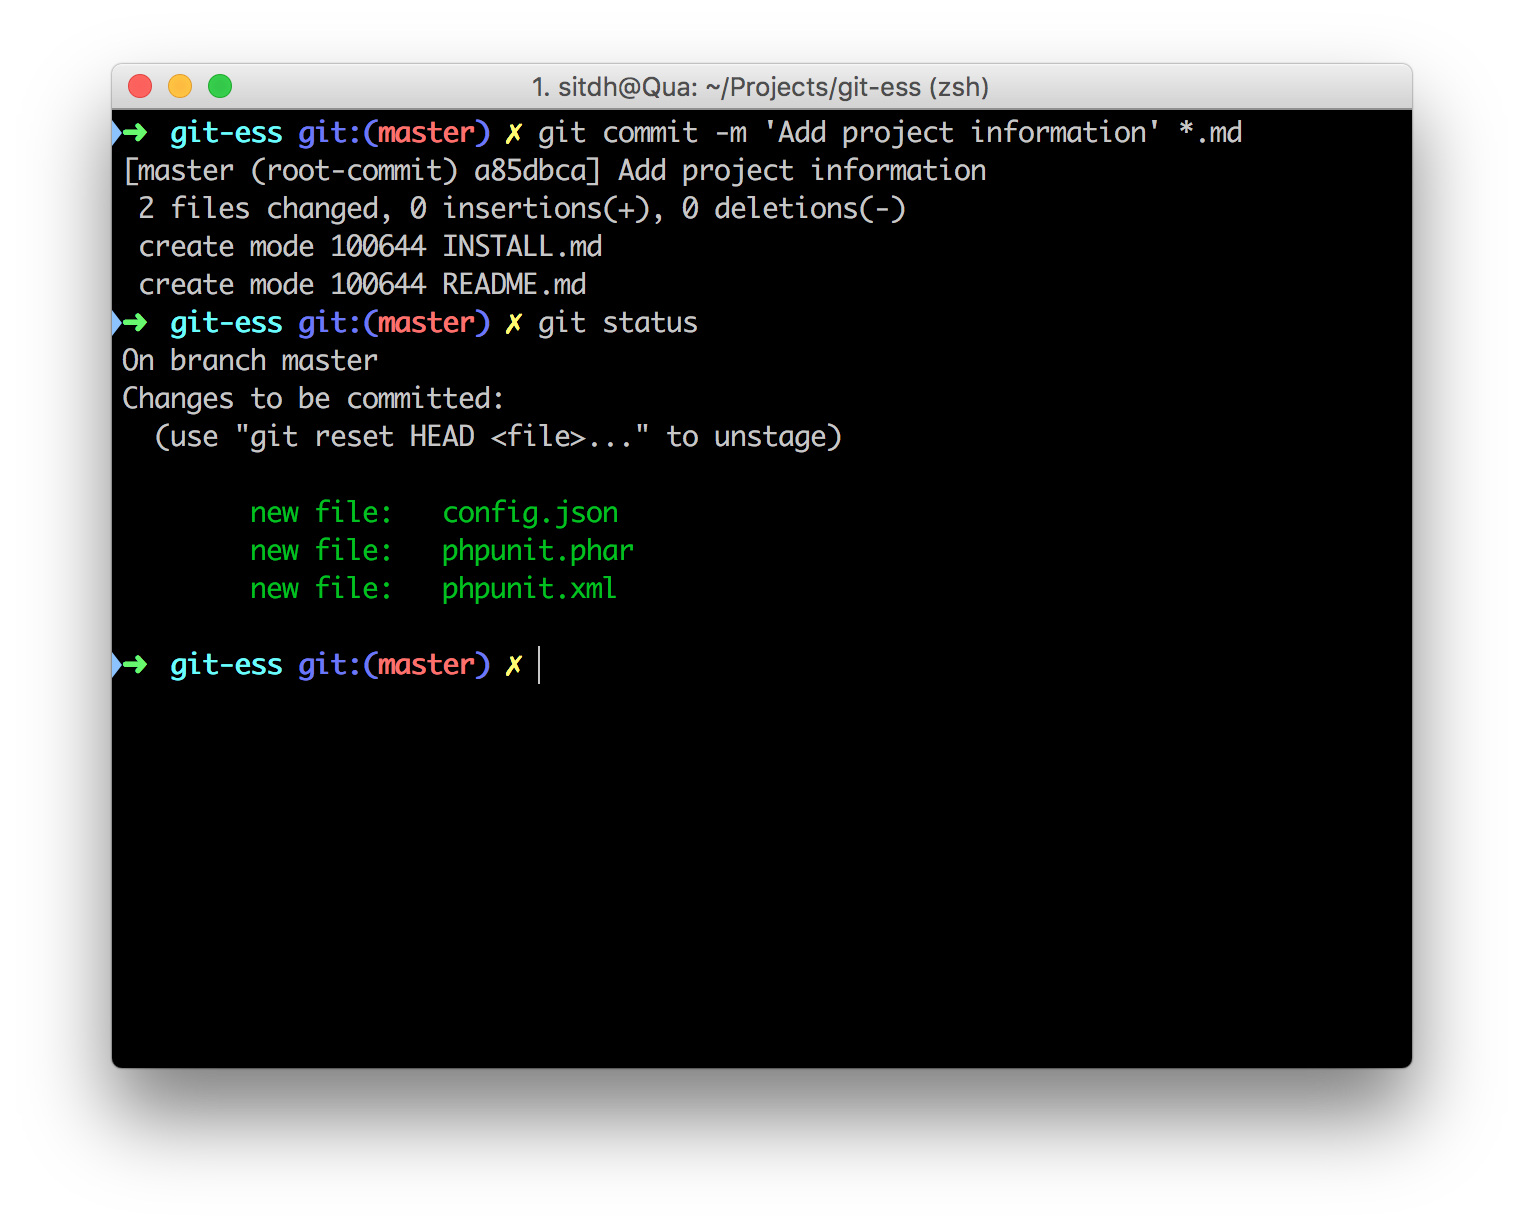 1. sitdh@Qua: ~/Projects/git-ess (zsh)
➜  git-ess git:(master) ✗ git commit -m 'Add project information' *.md
[master (root-commit) a85dbca] Add project information
 2 files changed, 0 insertions(+), 0 deletions(-)
 create mode 100644 INSTALL.md
 create mode 100644 README.md
➜  git-ess git:(master) ✗ git status
On branch master
Changes to be committed:
  (use "git reset HEAD <file>..." to unstage)
        new file:   config.json
        new file:   phpunit.phar
        new file:   phpunit.xml
➜  git-ess git:(master) ✗